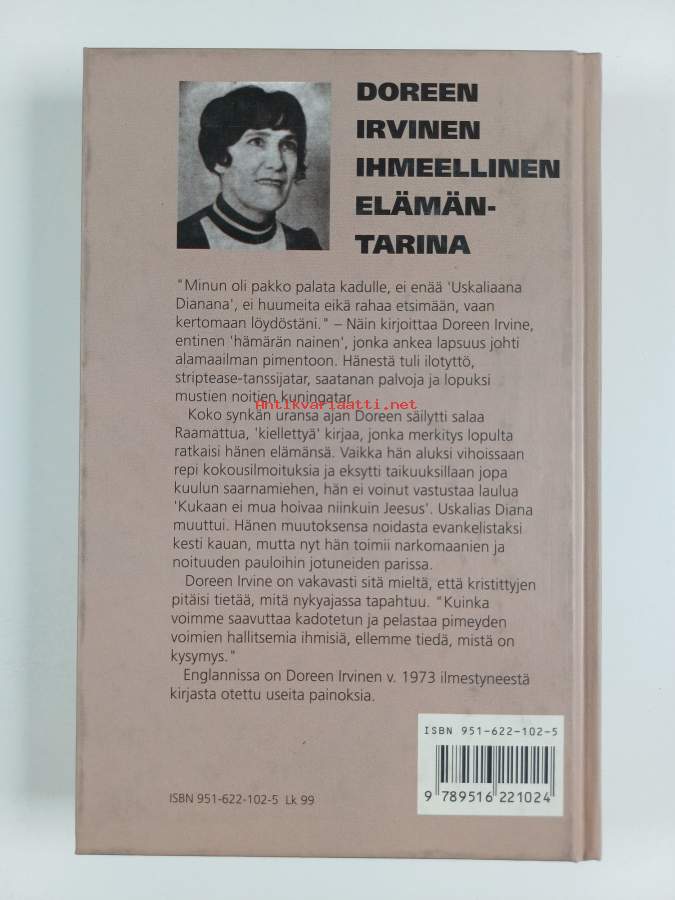 DOREEN
IRVINEN
IHMEELLINEN
ELÄMÄN-
TARINA
"Minun oli pakko palata kadulle, ei enää 'Uskaliaana
Dianana', ei huumeita eikä rahaa etsimään, vaan
kertomaan löydöstäni." – Näin kirjoittaa Doreen Irvine,
entinen 'hämärän nainen', jonka ankea lapsuus johti
alamaailman pimentoon. Hänestä tuli ilotyttö,
striptease-tanssijatar, saatanan palvoja ja lopuksi
mustien noitien kuningatar.
Antikvariaatti.net
Koko synkän uransa ajan Doreen säilytti salaa
Raamattua, 'kiellettyä' kirjaa, jonka merkitys lopulta
ratkaisi hänen elämänsä. Vaikka hän aluksi vihoissaan
repi kokousilmoituksia ja eksytti taikuuksillaan jopa
kuulun saarnamiehen, hän ei voinut vastustaa laulua
'Kukaan ei mua hoivaa niinkuin Jeesus'. Uskalias Diana
muuttui. Hänen muutoksensa noidasta evankelistaksi
kesti kauan, mutta nyt hän toimii narkomaanien ja
noituuden pauloihin jotuneiden parissa.
Doreen Irvine on vakavasti sitä mieltä, että kristittyjen
pitäisi tietää, mitä nykyajassa tapahtuu. "Kuinka
voimme saavuttaa kadotetun ja pelastaa pimeyden
voimien hallitsemia ihmisiä, ellemme tiedä, mistä on
kysymys."
Englannissa on Doreen Irvinen v. 1973 ilmestyneestä
kirjasta otettu useita painoksia.
ISBN 951-622-102-5
9 789516 221024
ISBN 951-622-102-5 Lk 99